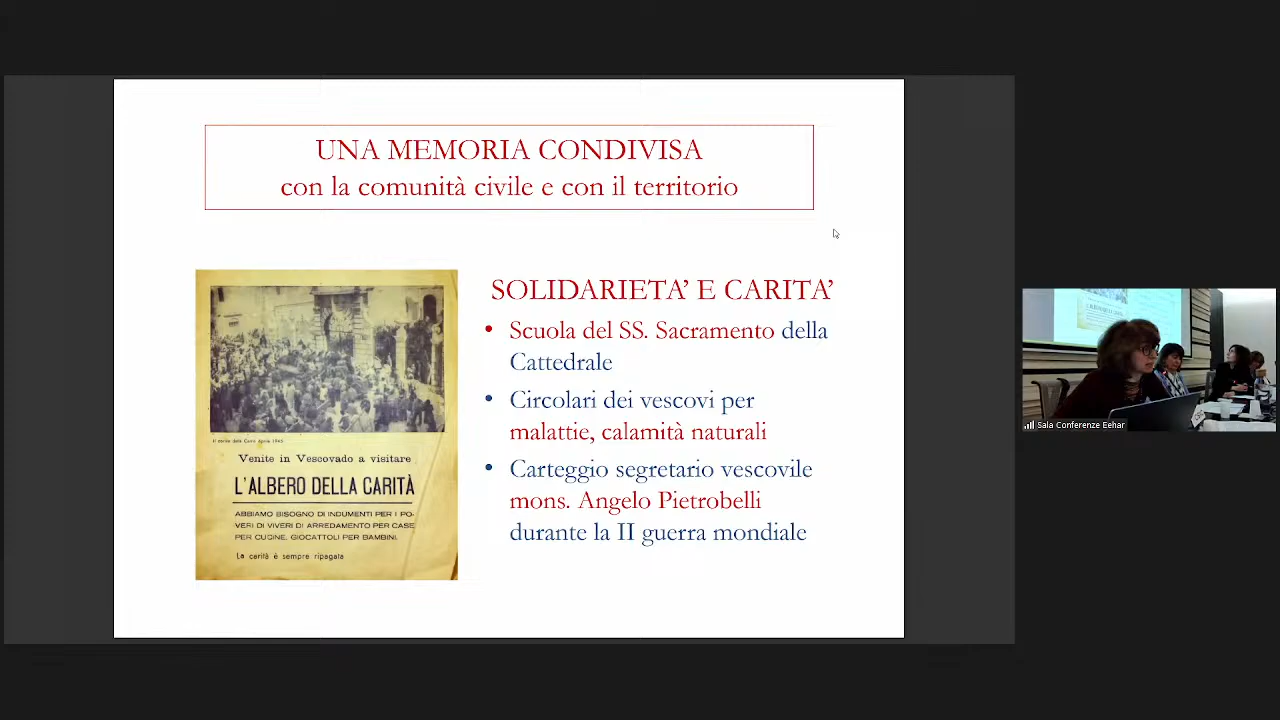 UNA MEMORIA CONDIVISA
con la comunità civile e con il territorio
SOLIDARIETA’ E CARITA’
• Scuola del SS. Sacramento della
Cattedrale
• Circolari dei vescovi per
malattie, calamità naturali
• Carteggio segretario vescovile
mons. Angelo Pietrobelli
durante la II guerra mondiale
Venite in Vescovado a visitare
L'ALBERO DELLA CARITÀ
ABBIAMO BISOGNO DI INDUMENTI PER I PO-
VERI DI VIVERI DI ARREDAMENTO PER CASE
PER CUCINE, GIOCATTOLI PER BAMBINI.
La carità è sempre ripagata
Sala Conferenze Eehar